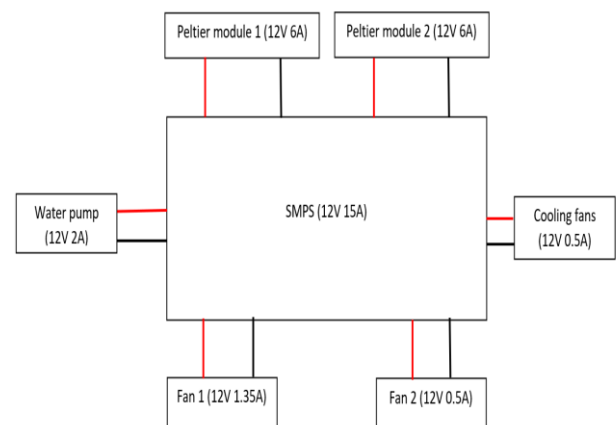 Peltier module 1 (12V 6A)
Peltier module 2 (12V 6A)
Water pump
(12V 2A)
SMPS (12V 15A)
Cooling fans
(12V 0.5A)
Fan 1 (12V 1.35A)
Fan 2 (12V 0.5A)